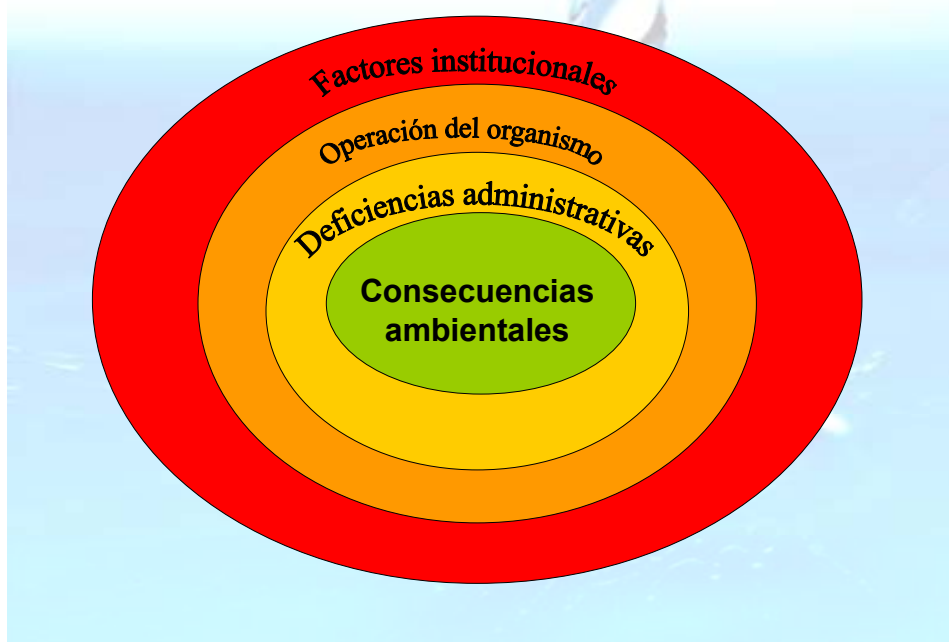 Factores institucionales
Operación del organismo
Deficiencias administrativas
Consecuencias
ambientales